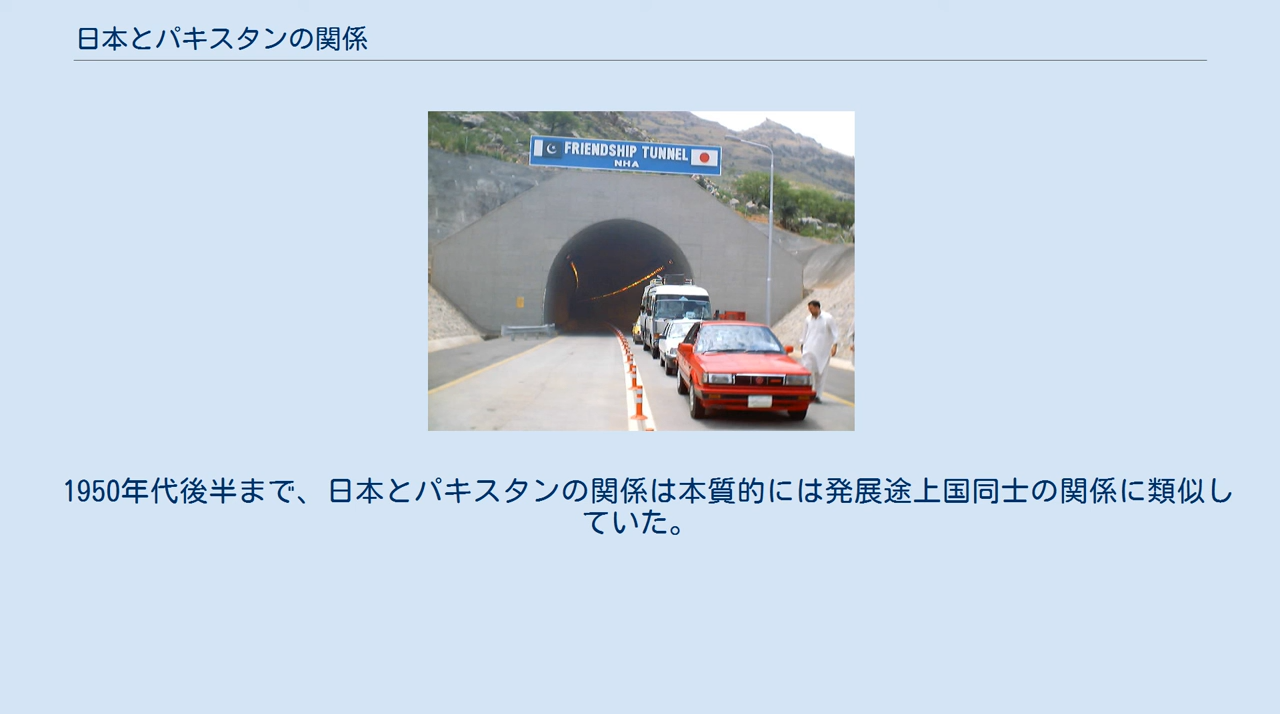 日本とパキスタンの関係
FRIENDSHIP TUNNEL
NHA
1950年代後半まで、日本とパキスタンの関係は本質的には発展途上国同士の関係に類似し
ていた。